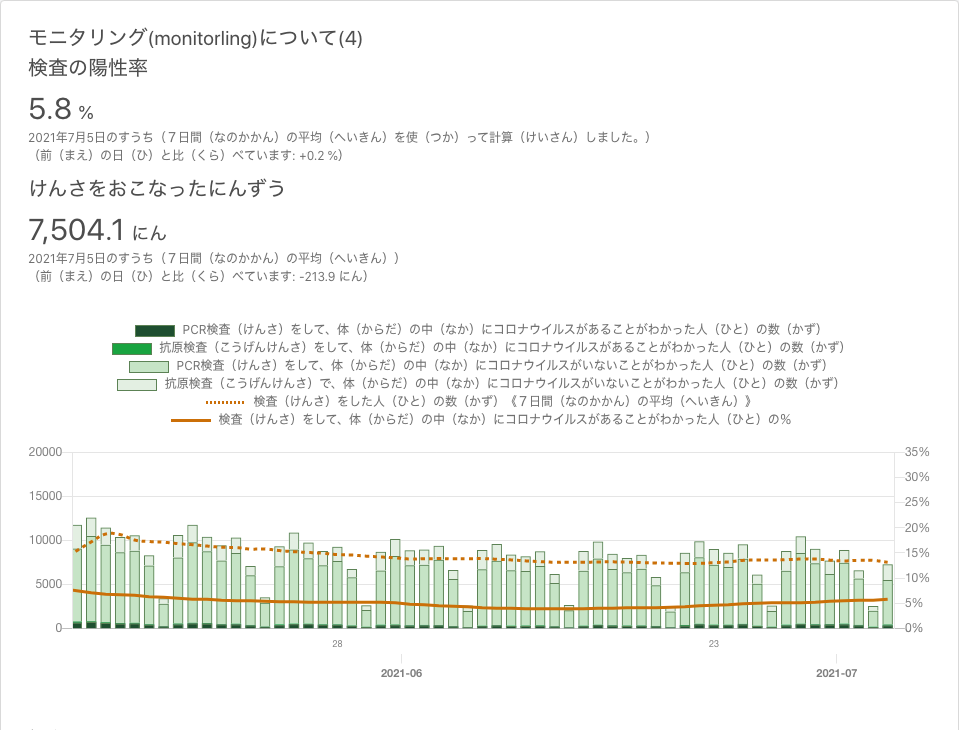 モニタリング(monitorling)について(4)
検査の陽性率
5.8 %
2021年7月5日のすうち（７日間（なのかかん）の平均（へいきん）を使（つか）って計算（けいさん）しました。）
（前（まえ）の日（ひ）と比（くら）べています: +0.2 %）
けんさをおこなったにんずう
7,504.1 にん
2021年7月5日のすうち（７日間（なのかかん）の平均（へいきん））
（前（まえ）の日（ひ）と比（くら）べています: -213.9 にん）
PCR検査（けんさ）をして、体（からだ）の中（なか）にコロナウイルスがあることがわかった人（ひと）の数（かず）
抗原検査（こうげんけんさ）をして、体（からだ）の中（なか）にコロナウイルスがあることがわかった人（ひと）の数（かず）
PCR検査（けんさ）をして、体（からだ）の中（なか）にコロナウイルスがいないことがわかった人（ひと）の数（かず）
抗原検査（こうげんけんさ）で、体（からだ）の中（なか）にコロナウイルスがいないことがわかった人（ひと）の数（かず）
検査（けんさ）をした人（ひと）の数（かず）《７日間（なのかかん）の平均（へいきん）》
検査（けんさ）をして、体（からだ）の中（なか）にコロナウイルスがあることがわかった人（ひと）の%
20000 35%
30%
15000 25%
20%
10000 15%
10%
5000 5%
0 0%
28 23
2021-06 2021-07